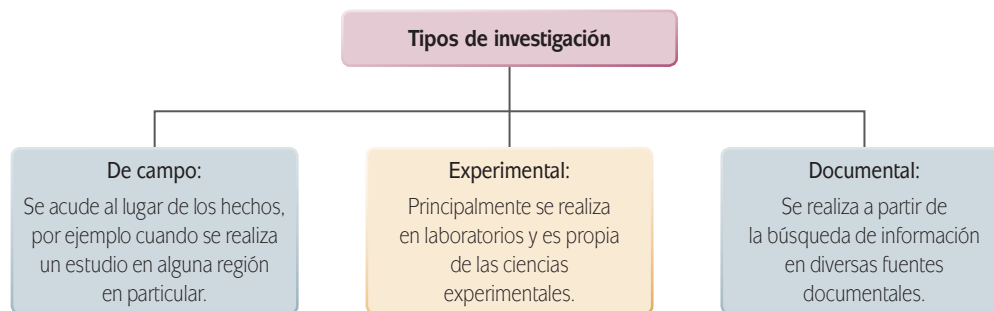 Tipos de investigación
De campo:
Se acude al lugar de los hechos,
por ejemplo cuando se realiza
un estudio en alguna región
en particular.
Experimental:
Principalmente se realiza
en laboratorios y es propia
de las ciencias
experimentales.
Documental:
Se realiza a partir de
la búsqueda de información
en diversas fuentes
documentales.